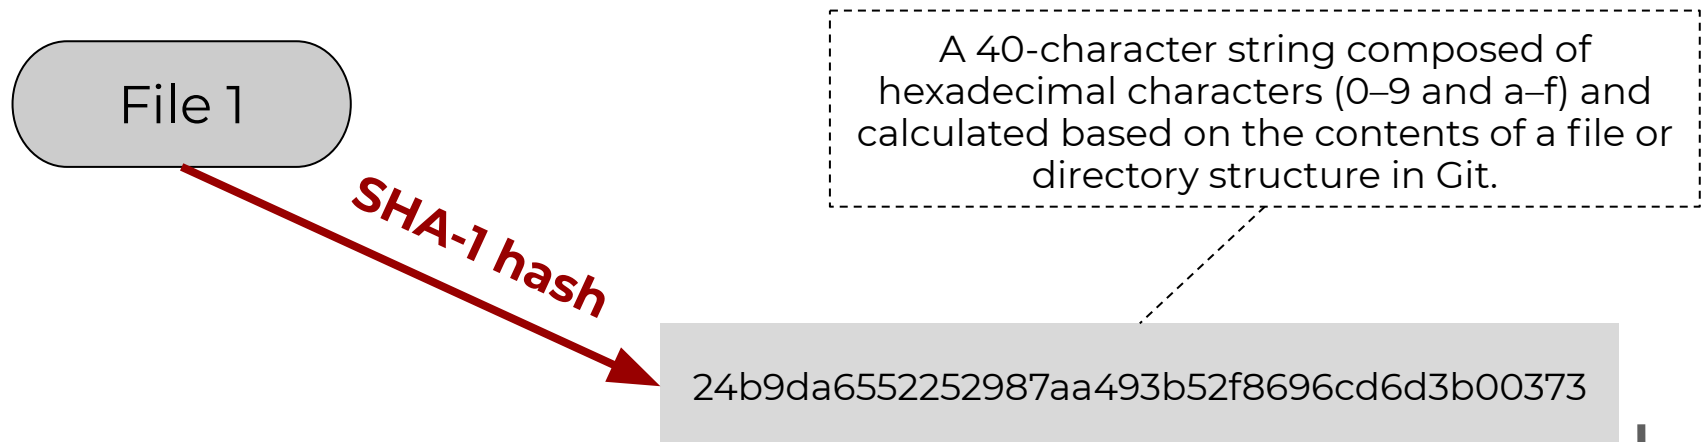 File 1
A 40-character string composed of
hexadecimal characters (0–9 and a–f) and
calculated based on the contents of a file or
directory structure in Git.
SHA-1 hash
24b9da6552252987aa493b52f8696cd6d3b00373